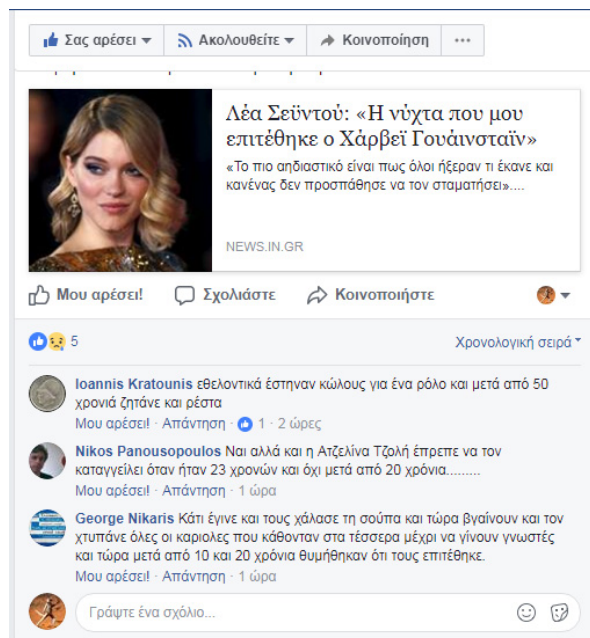 Σας αρέσει Ακολουθείτε Κοινοποίηση ...
Λέα Σεϋντού: «Η νύχτα που μου
επιτέθηκε ο Χάρβεϊ Γουάινσταϊν»
«Το πιο αηδιαστικό είναι πως όλοι ήξεραν τι έκανε και
κανένας δεν προσπάθησε να τον σταματήσει»....
NEWS.IN.GR
Μου αρέσει! Σχολιάστε Κοινοποιήστε
5 Χρονολογική σειρά
Ioannis Kratounis εθελοντικά έστηναν κώλους για ένα ρόλο και μετά από 50
χρονιά ζητάνε και ρέστα
Μου αρέσει! · Απάντηση · 1 · 2 ώρες
Nikos Panousopoulos Ναι αλλά και η Ατζελίνα Τζολή έπρεπε να τον
καταγγείλει όταν ήταν 23 χρονών και όχι μετά από 20 χρόνια.........
Μου αρέσει! · Απάντηση · 1 ώρα
George Nikaris Κάτι έγινε και τους χάλασε τη σούπα και τώρα βγαίνουν και τον
χτυπάνε όλες οι καριολες που κάθονταν στα τέσσερα μέχρι να γίνουν γνωστές
και τώρα μετά από 10 και 20 χρόνια θυμήθηκαν ότι τους επιτέθηκε.
Μου αρέσει! · Απάντηση · 1 ώρα
Γράψτε ένα σχόλιο...